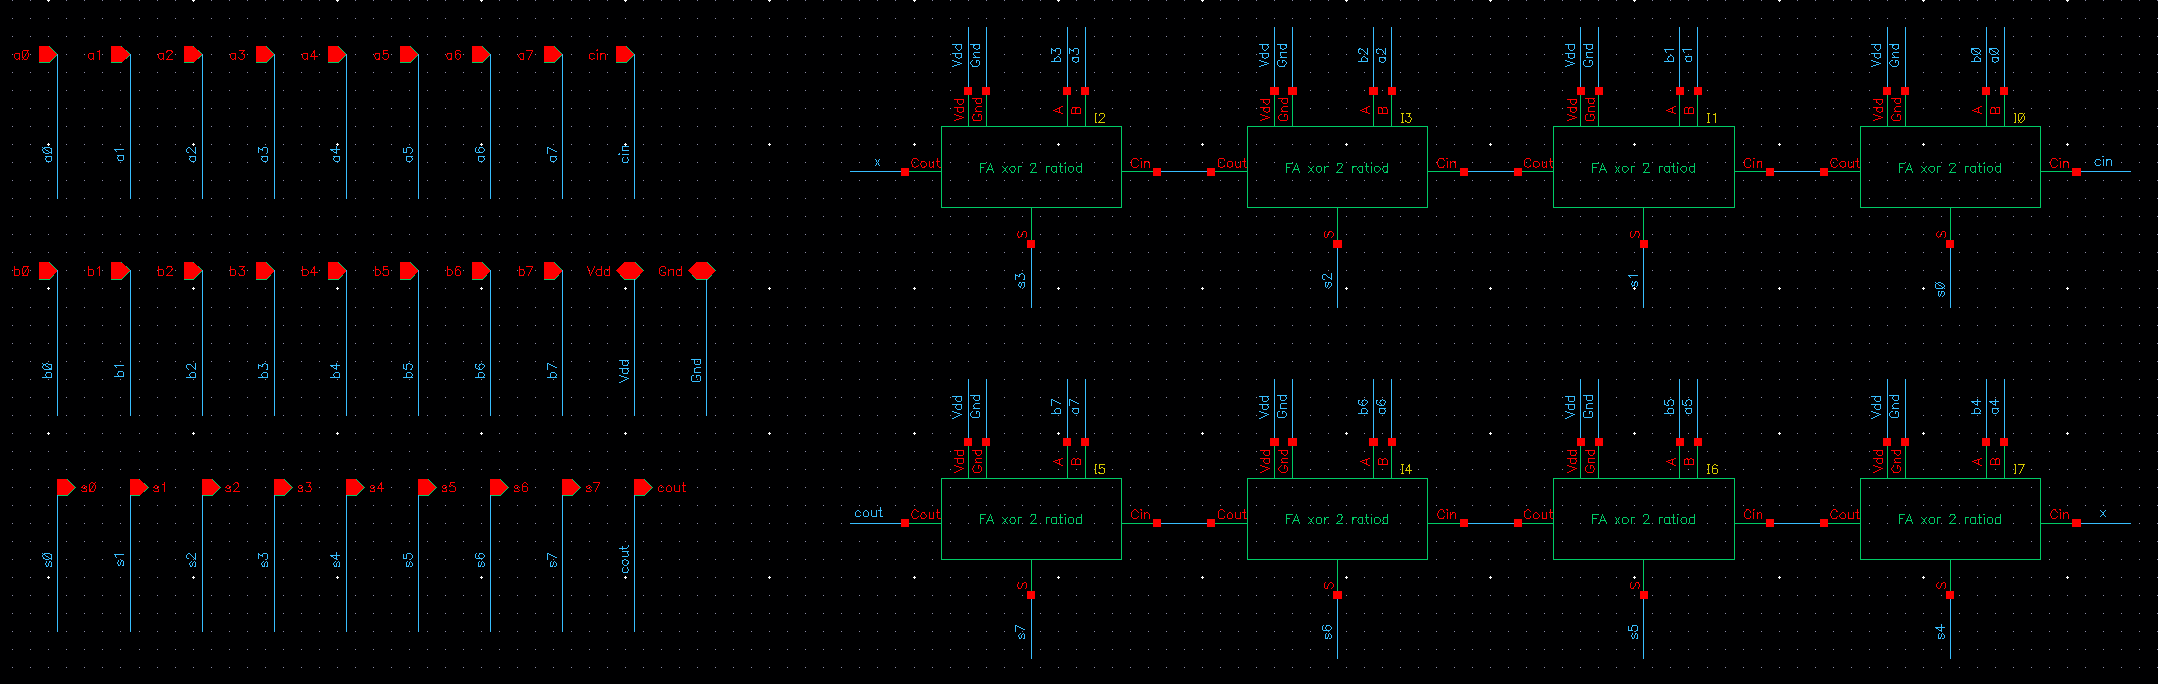 a0 a1 a2 a3 a4 a5 a6 a7 cin
a0 a1 a2 a3 a4 a5 a6 a7 cin
b0 b1 b2 b3 b4 b5 b6 b7 Vdd Gnd
b0 b1 b2 b3 b4 b5 b6 b7 Vdd Gnd
s0 s1 s2 s3 s4 s5 s6 s7 cout
s0 s1 s2 s3 s4 s5 s6 s7 cout
Vdd Gnd b3 a3 Vdd Gnd b2 a2 Vdd Gnd b1 a1 Vdd Gnd b0 a0
Vdd Gnd A B Vdd Gnd A B Vdd Gnd A B Vdd Gnd A B
I2 I3 I1 I0
x Cout FA xor 2 ratiod Cin Cout FA xor 2 ratiod Cin Cout FA xor 2 ratiod Cin Cout FA xor 2 ratiod Cin cin
S S S S
s3 s2 s1 s0
Vdd Gnd b7 a7 Vdd Gnd b6 a6 Vdd Gnd b5 a5 Vdd Gnd b4 a4
Vdd Gnd A B Vdd Gnd A B Vdd Gnd A B Vdd Gnd A B
I5 I4 I6 I7
cout Cout FA xor 2 ratiod Cin Cout FA xor 2 ratiod Cin Cout FA xor 2 ratiod Cin Cout FA xor 2 ratiod Cin x
S S S S
s7 s6 s5 s4